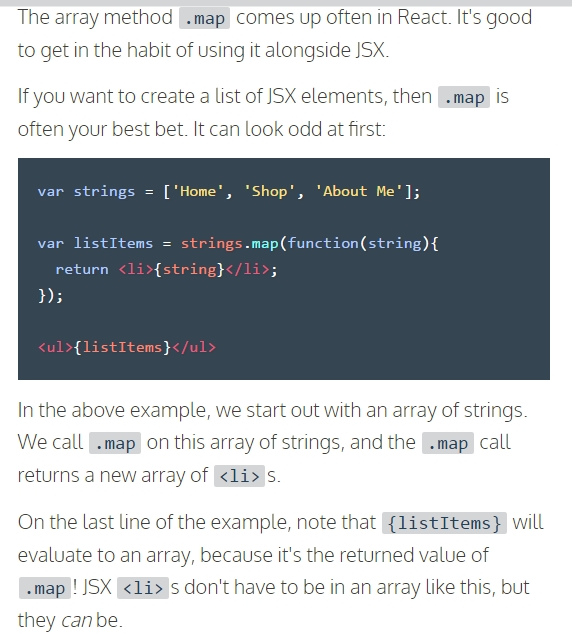 The array method .map comes up often in React. It's good
to get in the habit of using it alongside JSX.
If you want to create a list of JSX elements, then .map is
often your best bet. It can look odd at first:
var strings = ['Home', 'Shop', 'About Me'];
var listItems = strings.map(function(string){
  return <li>{string}</li>;
});
<ul>{listItems}</ul>
In the above example, we start out with an array of strings.
We call .map on this array of strings, and the .map call
returns a new array of <li> s.
On the last line of the example, note that {listItems} will
evaluate to an array, because it's the returned value of
.map ! JSX <li> s don't have to be in an array like this, but
they can be.